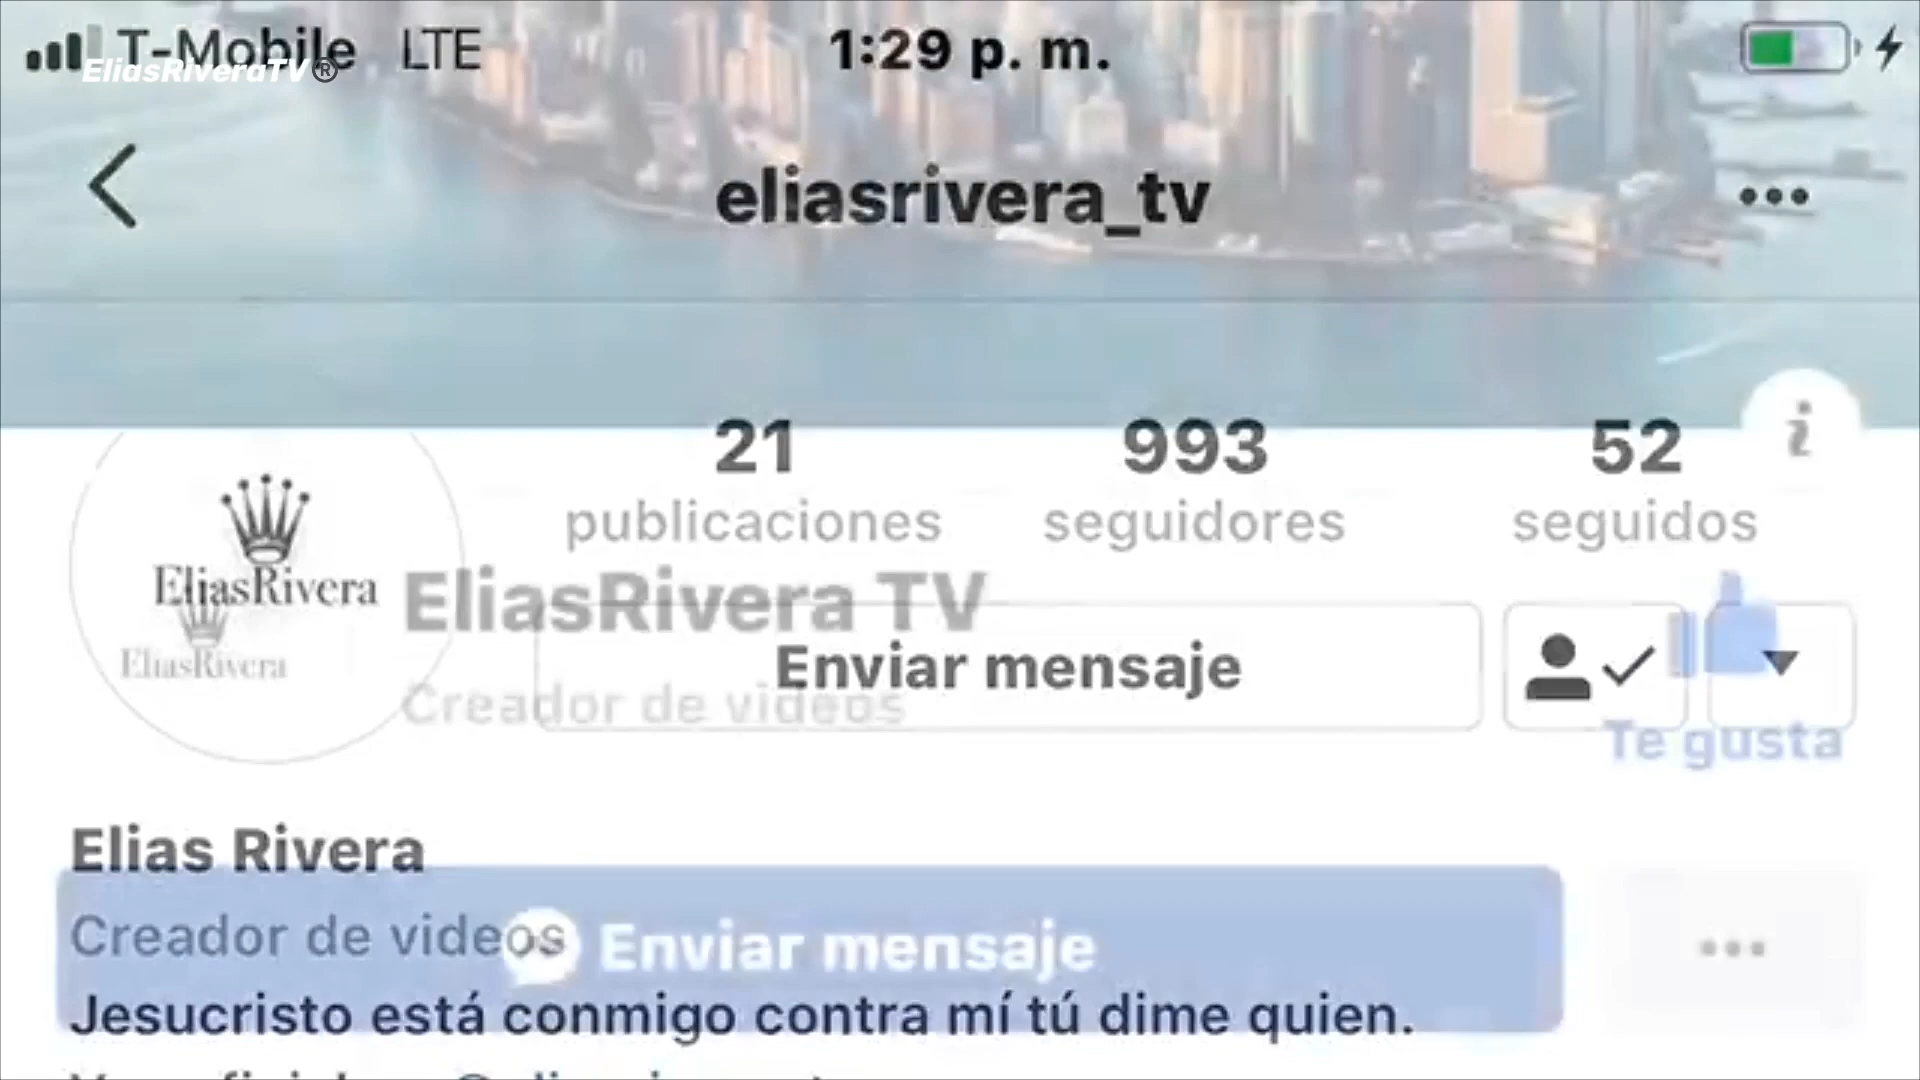 T-Mobile LTE 1:29 p. m.
EliasRiveraTV®
eliasrivera_tv
21 993 52
publicaciones seguidores seguidos
EliasRivera
EliasRivera
EliasRivera TV
Enviar mensaje
Creador de videos
Te gusta
Elias Rivera
Creador de videos
Enviar mensaje
Jesucristo está conmigo contra mí tú dime quien.